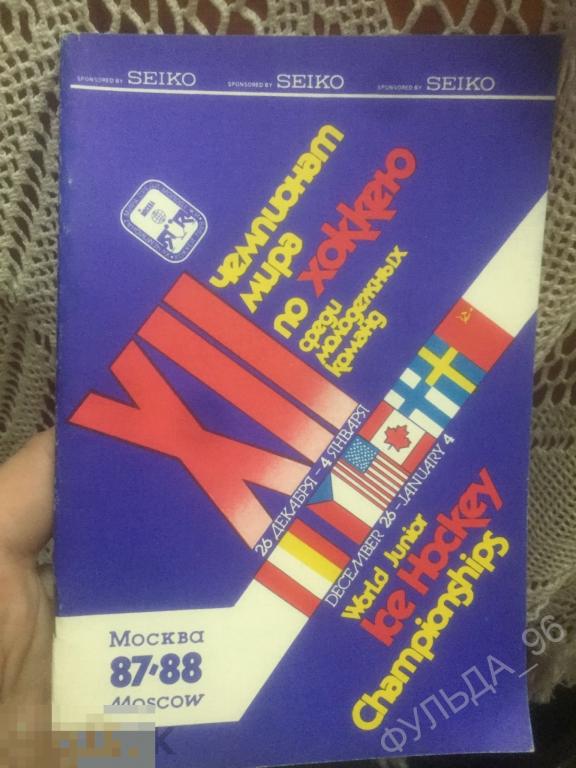 SPONSORED BY SEIKO SPONSORED BY SEIKO SPONSORED BY SEIKO
XII
чемпионат
мира
по хоккею
среди
молодежных
команд
26 ДЕКАБРЯ - 4 ЯНВАРЯ
DECEMBER 26 - JANUARY 4
World Junior
Ice Hockey
Championships
Москва
87·88
Moscow
ФУЛЬДА_96